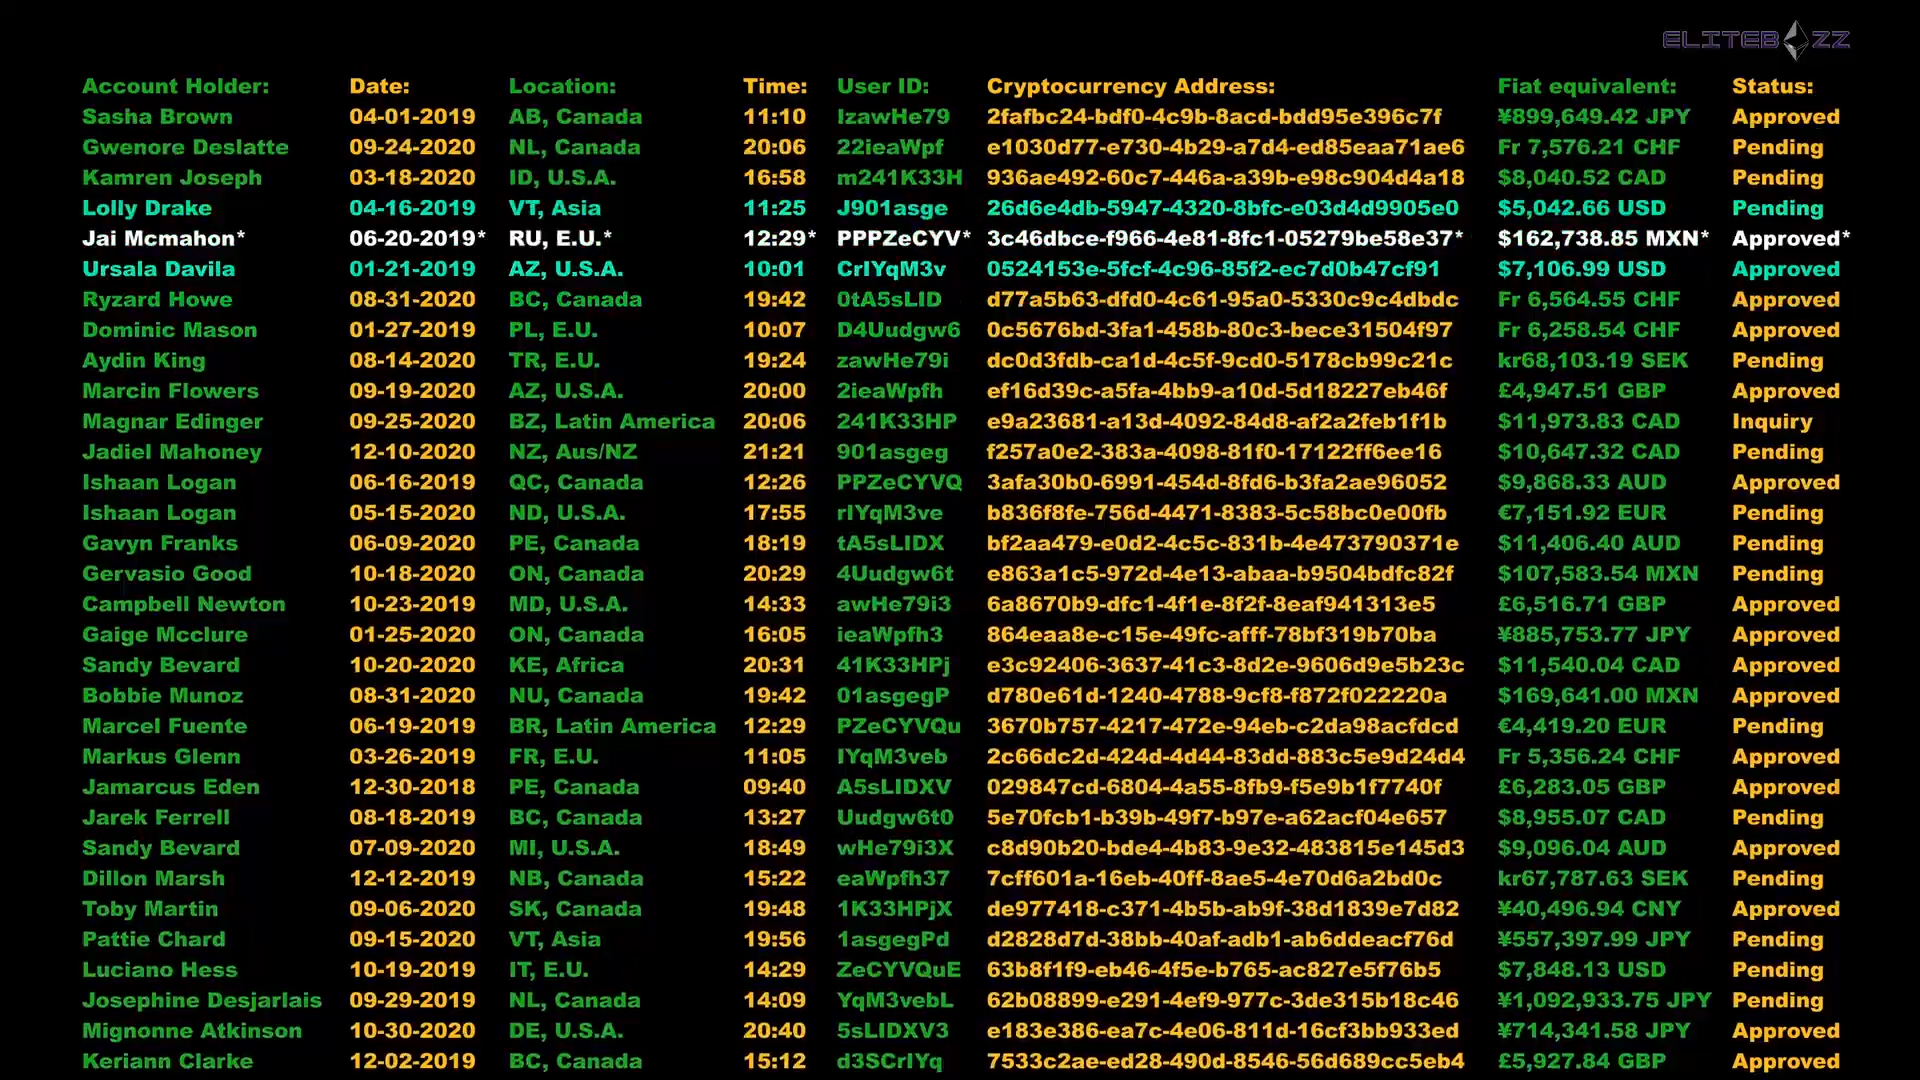 ELITEB ZZ
Account Holder: Date: Location: Time: User ID: Cryptocurrency Address: Fiat equivalent: Status:
Sasha Brown 04-01-2019 AB, Canada 11:10 IzawHe79 2fafbc24-bdf0-4c9b-8acd-bdd95e396c7f ¥899,649.42 JPY Approved
Gwenore Deslatte 09-24-2020 NL, Canada 20:06 22ieaWpf e1030d77-e730-4b29-a7d4-ed85eaa71ae6 Fr 7,576.21 CHF Pending
Kamren Joseph 03-18-2020 ID, U.S.A. 16:58 m241K33H 936ae492-60c7-446a-a39b-e98c904d4a18 $8,040.52 CAD Pending
Lolly Drake 04-16-2019 VT, Asia 11:25 J901asge 26d6e4db-5947-4320-8bfc-e03d4d9905e0 $5,042.66 USD Pending
Jai Mcmahon* 06-20-2019* RU, E.U.* 12:29* PPPZeCYV* 3c46dbce-f966-4e81-8fc1-05279be58e37* $162,738.85 MXN* Approved*
Ursala Davila 01-21-2019 AZ, U.S.A. 10:01 CrIYqM3v 0524153e-5fcf-4c96-85f2-ec7d0b47cf91 $7,106.99 USD Approved
Ryzard Howe 08-31-2020 BC, Canada 19:42 0tA5sLID d77a5b63-dfd0-4c61-95a0-5330c9c4dbdc Fr 6,564.55 CHF Approved
Dominic Mason 01-27-2019 PL, E.U. 10:07 D4Uudgw6 0c5676bd-3fa1-458b-80c3-bece31504f97 Fr 6,258.54 CHF Approved
Aydin King 08-14-2020 TR, E.U. 19:24 zawHe79i dc0d3fdb-ca1d-4c5f-9cd0-5178cb99c21c kr68,103.19 SEK Pending
Marcin Flowers 09-19-2020 AZ, U.S.A. 20:00 2ieaWpfh ef16d39c-a5fa-4bb9-a10d-5d18227eb46f £4,947.51 GBP Approved
Magnar Edinger 09-25-2020 BZ, Latin America 20:06 241K33HP e9a23681-a13d-4092-84d8-af2a2feb1f1b $11,973.83 CAD Inquiry
Jadiel Mahoney 12-10-2020 NZ, Aus/NZ 21:21 901asgeg f257a0e2-383a-4098-81f0-17122ff6ee16 $10,647.32 CAD Pending
Ishaan Logan 06-16-2019 QC, Canada 12:26 PPZeCYVQ 3afa30b0-6991-454d-8fd6-b3fa2ae96052 $9,868.33 AUD Approved
Ishaan Logan 05-15-2020 ND, U.S.A. 17:55 rIYqM3ve b836f8fe-756d-4471-8383-5c58bc0e00fb €7,151.92 EUR Pending
Gavyn Franks 06-09-2020 PE, Canada 18:19 tA5sLIDX bf2aa479-e0d2-4c5c-831b-4e473790371e $11,406.40 AUD Pending
Gervasio Good 10-18-2020 ON, Canada 20:29 4Uudgw6t e863a1c5-972d-4e13-abaa-b9504bdfc82f $107,583.54 MXN Pending
Campbell Newton 10-23-2019 MD, U.S.A. 14:33 awHe79i3 6a8670b9-dfc1-4f1e-8f2f-8eaf941313e5 £6,516.71 GBP Approved
Gaige Mcclure 01-25-2020 ON, Canada 16:05 ieaWpfh3 864eaa8e-c15e-49fc-afff-78bf319b70ba ¥885,753.77 JPY Approved
Sandy Bevard 10-20-2020 KE, Africa 20:31 41K33HPj e3c92406-3637-41c3-8d2e-9606d9e5b23c $11,540.04 CAD Approved
Bobbie Munoz 08-31-2020 NU, Canada 19:42 01asgegP d780e61d-1240-4788-9cf8-f872f022220a $169,641.00 MXN Approved
Marcel Fuente 06-19-2019 BR, Latin America 12:29 PZeCYVQu 3670b757-4217-472e-94eb-c2da98acfdcd €4,419.20 EUR Pending
Markus Glenn 03-26-2019 FR, E.U. 11:05 IYqM3veb 2c66dc2d-424d-4d44-83dd-883c5e9d24d4 Fr 5,356.24 CHF Approved
Jamarcus Eden 12-30-2018 PE, Canada 09:40 A5sLIDXV 029847cd-6804-4a55-8fb9-f5e9b1f7740f £6,283.05 GBP Approved
Jarek Ferrell 08-18-2019 BC, Canada 13:27 Uudgw6t0 5e70fcb1-b39b-49f7-b97e-a62acf04e657 $8,955.07 CAD Pending
Sandy Bevard 07-09-2020 MI, U.S.A. 18:49 wHe79i3X c8d90b20-bde4-4b83-9e32-483815e145d3 $9,096.04 AUD Approved
Dillon Marsh 12-12-2019 NB, Canada 15:22 eaWpfh37 7cff601a-16eb-40ff-8ae5-4e70d6a2bd0c kr67,787.63 SEK Pending
Toby Martin 09-06-2020 SK, Canada 19:48 1K33HPjX de977418-c371-4b5b-ab9f-38d1839e7d82 ¥40,496.94 CNY Approved
Pattie Chard 09-15-2020 VT, Asia 19:56 1asgegPd d2828d7d-38bb-40af-adb1-ab6ddeacf76d ¥557,397.99 JPY Pending
Luciano Hess 10-19-2019 IT, E.U. 14:29 ZeCYVQuE 63b8f1f9-eb46-4f5e-b765-ac827e5f76b5 $7,848.13 USD Pending
Josephine Desjarlais 09-29-2019 NL, Canada 14:09 YqM3vebL 62b08899-e291-4ef9-977c-3de315b18c46 ¥1,092,933.75 JPY Pending
Mignonne Atkinson 10-30-2020 DE, U.S.A. 20:40 5sLIDXV3 e183e386-ea7c-4e06-811d-16cf3bb933ed ¥714,341.58 JPY Approved
Keriann Clarke 12-02-2019 BC, Canada 15:12 d3SCrIYq 7533c2ae-ed28-490d-8546-56d689cc5eb4 £5,927.84 GBP Approved